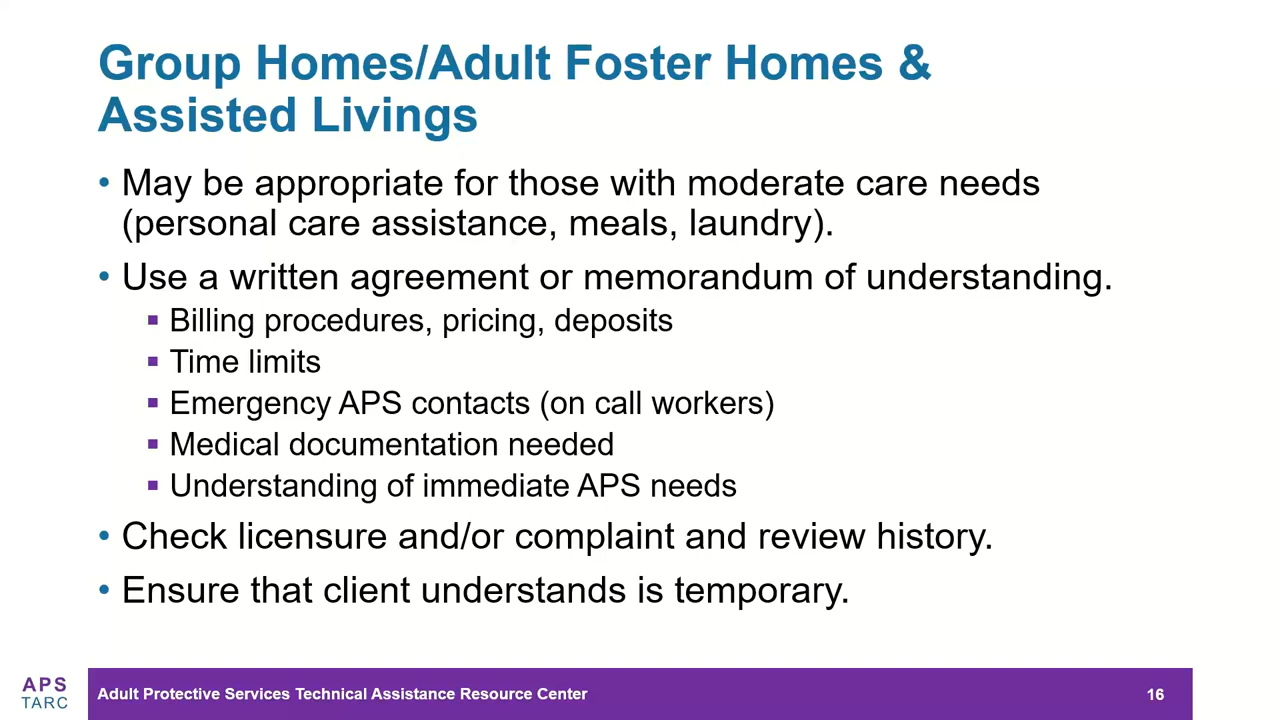 Group Homes/Adult Foster Homes &
Assisted Livings
• May be appropriate for those with moderate care needs
(personal care assistance, meals, laundry).
• Use a written agreement or memorandum of understanding.
▪ Billing procedures, pricing, deposits
▪ Time limits
▪ Emergency APS contacts (on call workers)
▪ Medical documentation needed
▪ Understanding of immediate APS needs
• Check licensure and/or complaint and review history.
• Ensure that client understands is temporary.
APS
TARC
Adult Protective Services Technical Assistance Resource Center
16